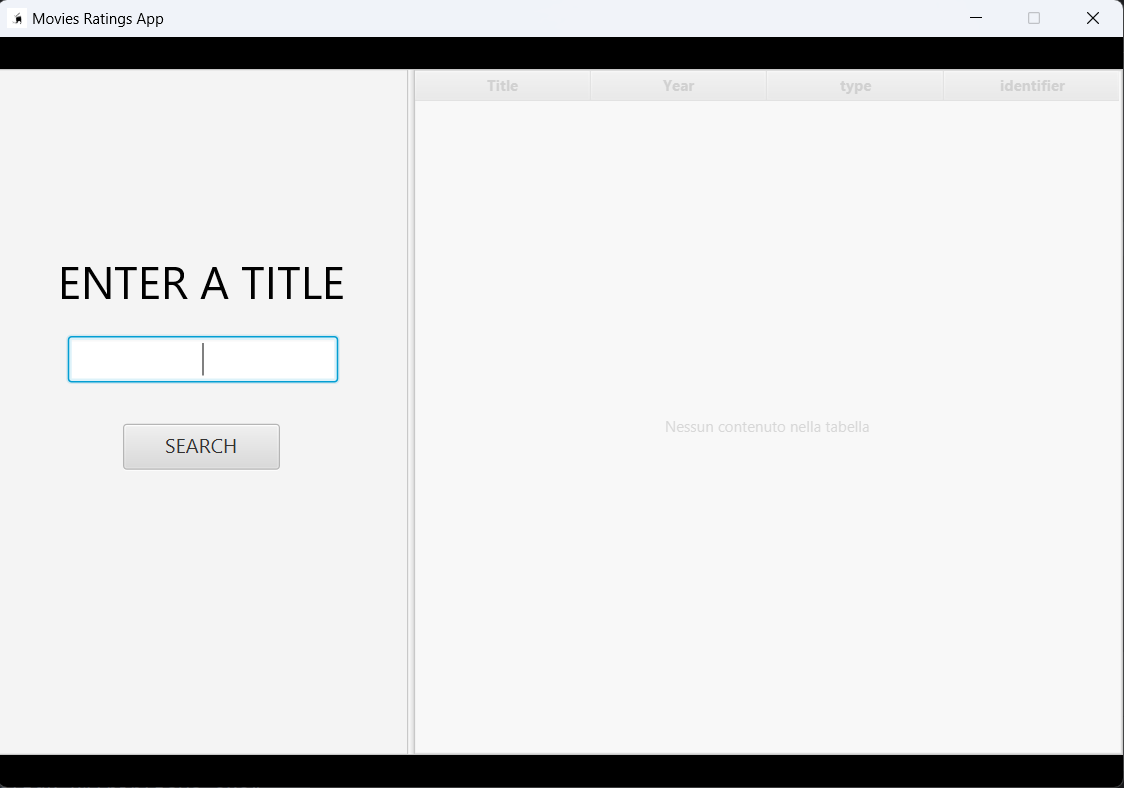 Movies Ratings App
Title Year type identifier
ENTER A TITLE
Nessun contenuto nella tabella
SEARCH